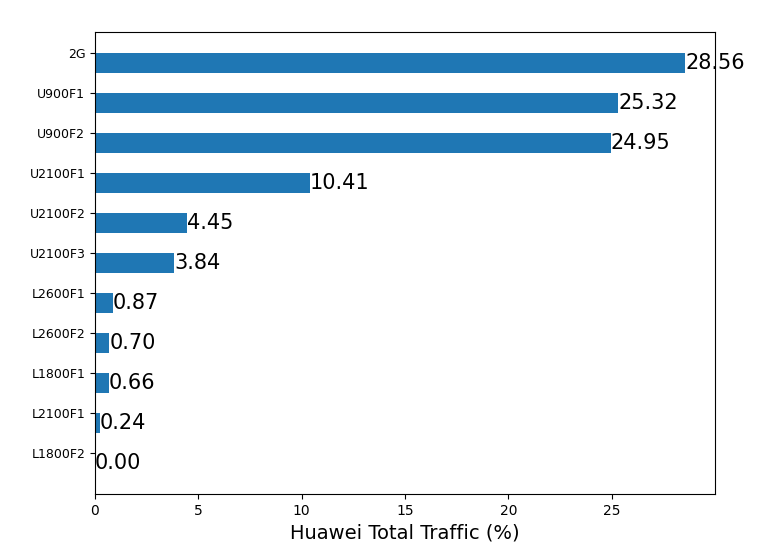 2G
28.56
U900F1
25.32
U900F2
24.95
U2100F1
10.41
U2100F2
4.45
U2100F3
3.84
L2600F1
0.87
L2600F2
0.70
L1800F1
0.66
L2100F1
0.24
L1800F2
0.00
0 5 10 15 20 25
Huawei Total Traffic (%)